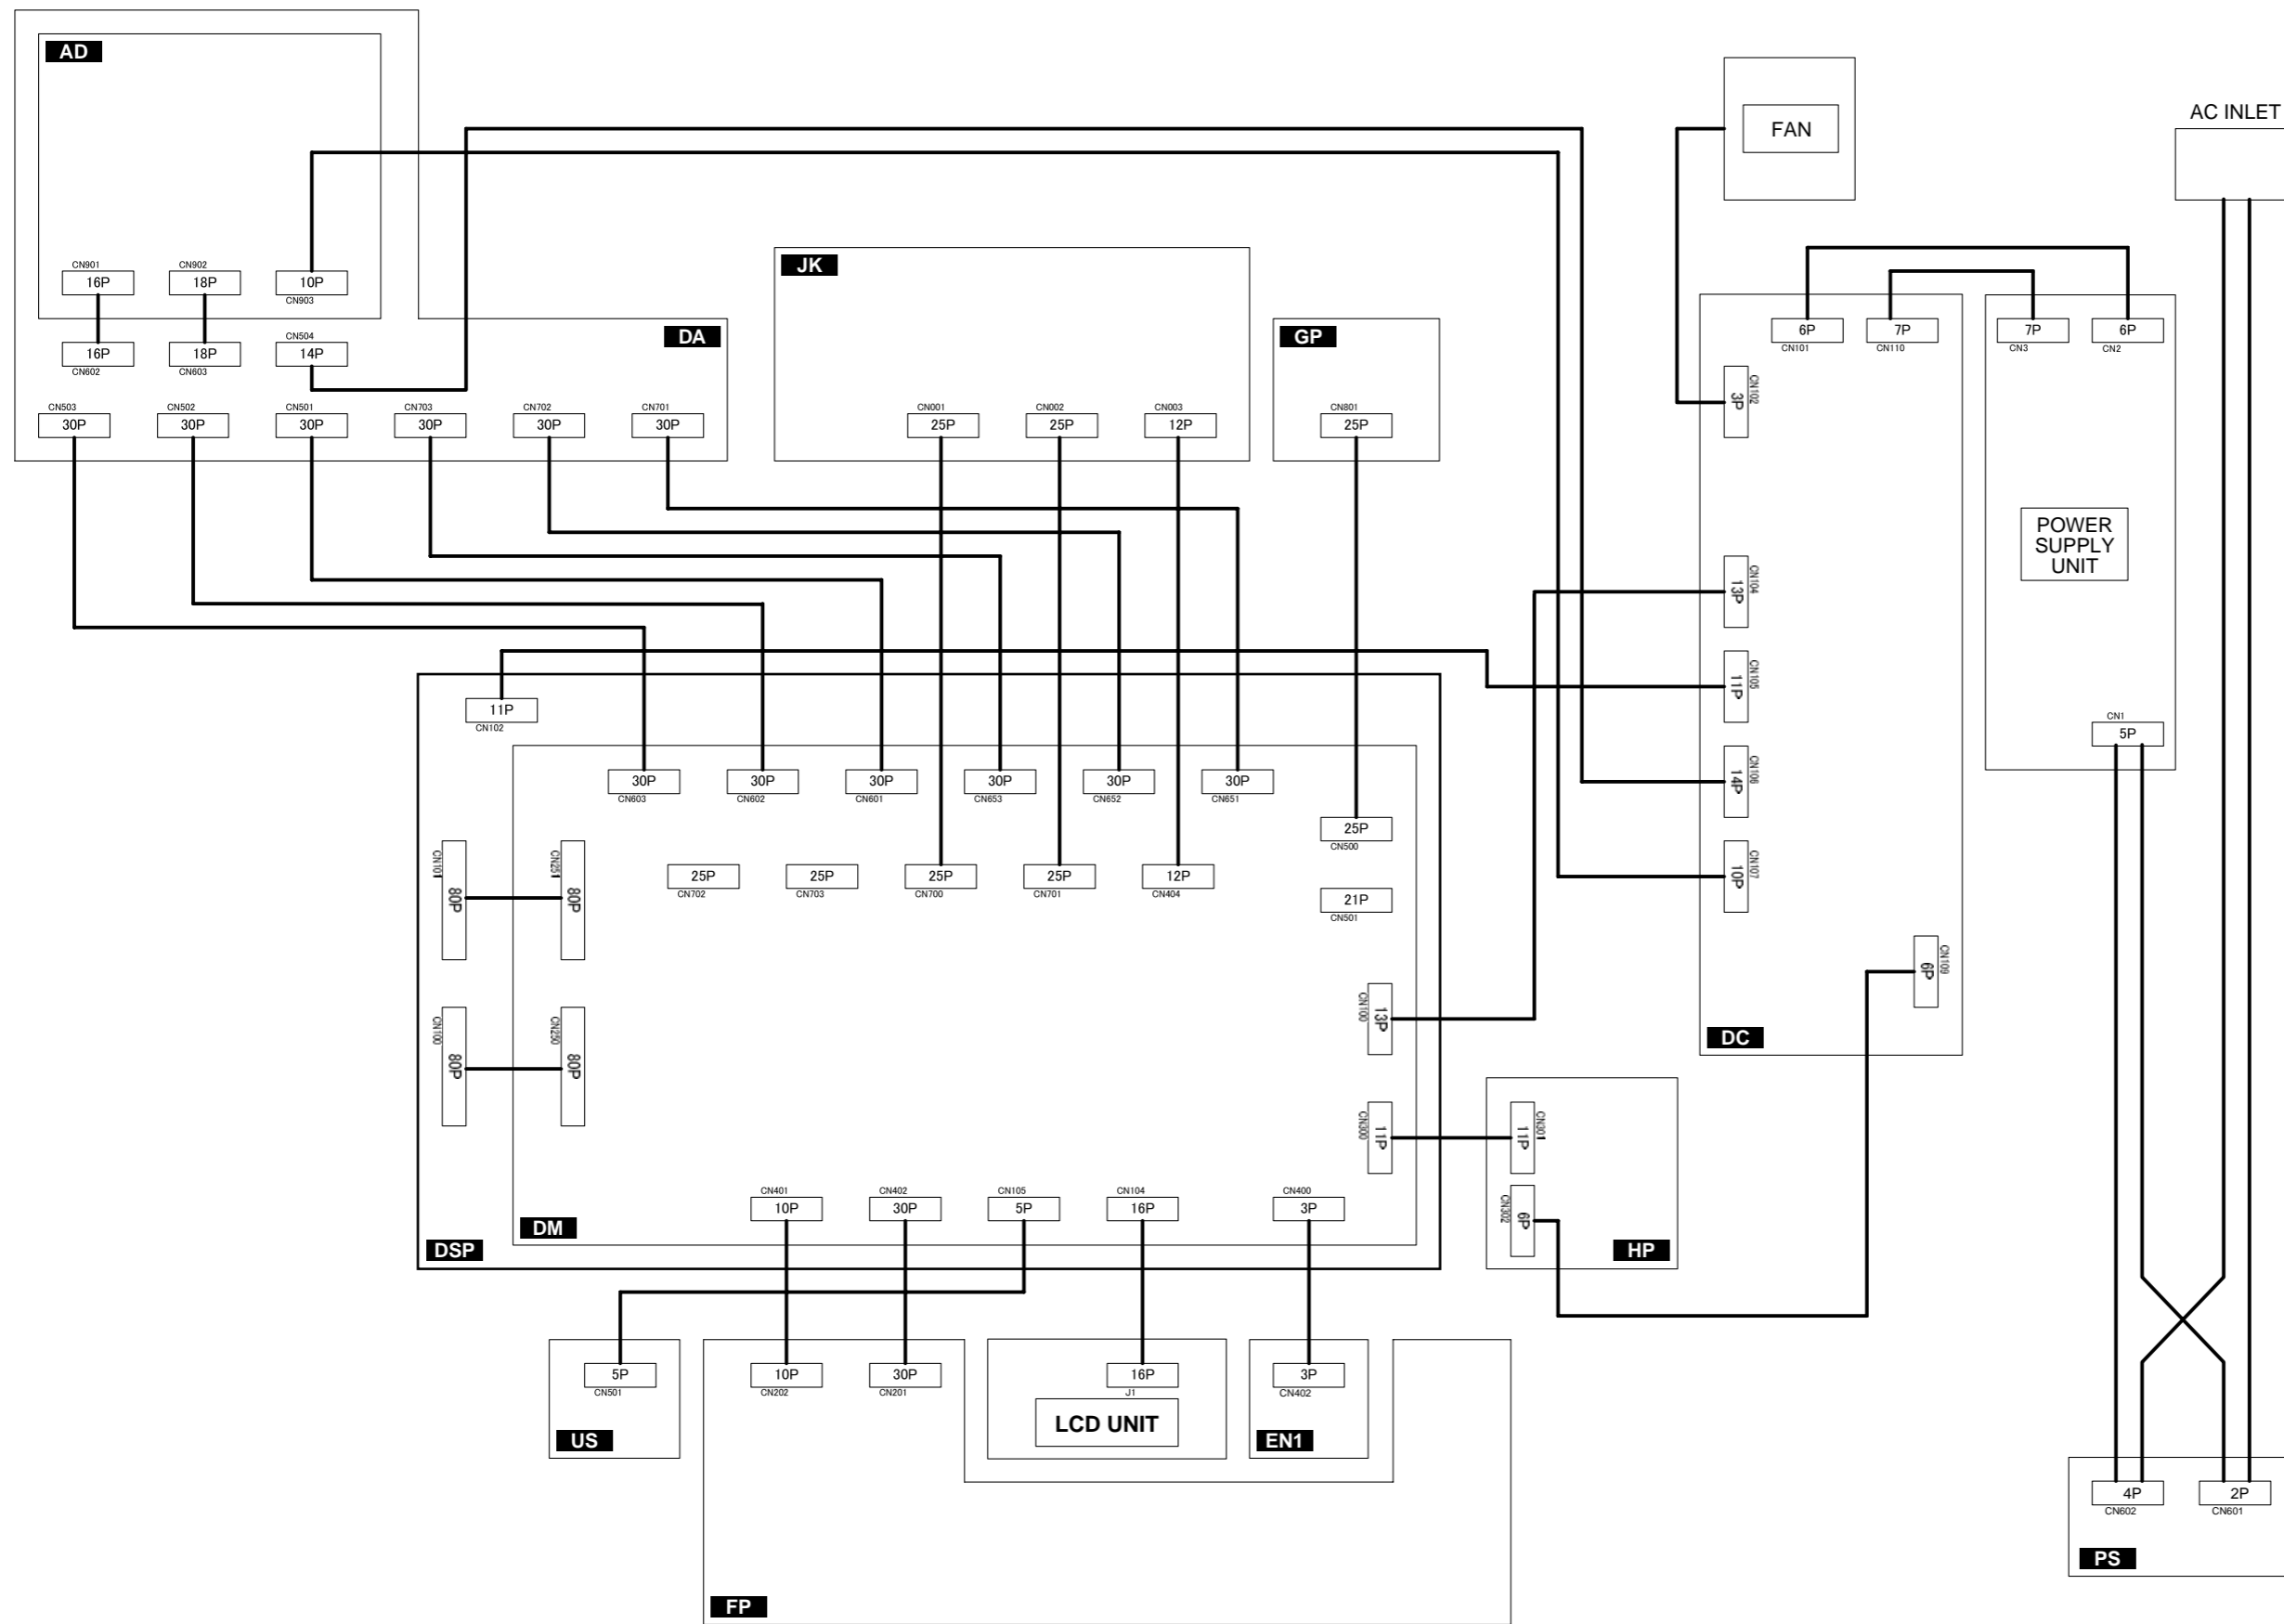 AD
FAN
AC INLET
CN901
CN902
16P
18P
10P
CN903
JK
CN504
DA
GP
16P
18P
14P
CN602
CN603
6P
7P
7P
6P
CN101
CN110
CN3
CN2
CN102
3P
CN503
CN502
CN501
CN703
CN702
CN701
CN001
CN002
CN003
CN801
30P
30P
30P
30P
30P
30P
25P
25P
12P
25P
POWER
SUPPLY
UNIT
CN104
13P
CN105
11P
11P
CN102
CN1
5P
CN106
14P
30P
30P
30P
30P
30P
30P
CN603
CN602
CN601
CN653
CN652
CN651
25P
CN500
CN101
80P
CN251
80P
25P
25P
25P
25P
12P
CN702
CN703
CN700
CN701
CN404
CN107
10P
21P
CN501
CN109
6P
CN100
13P
DC
CN100
80P
CN250
80P
CN300
11P
CN301
11P
CN401
CN402
CN105
CN104
CN400
10P
30P
5P
16P
3P
CN302
6P
DM
DSP
HP
5P
10P
30P
16P
3P
CN501
CN202
CN201
J1
CN402
LCD UNIT
US
EN1
4P
2P
CN602
CN601
PS
FP